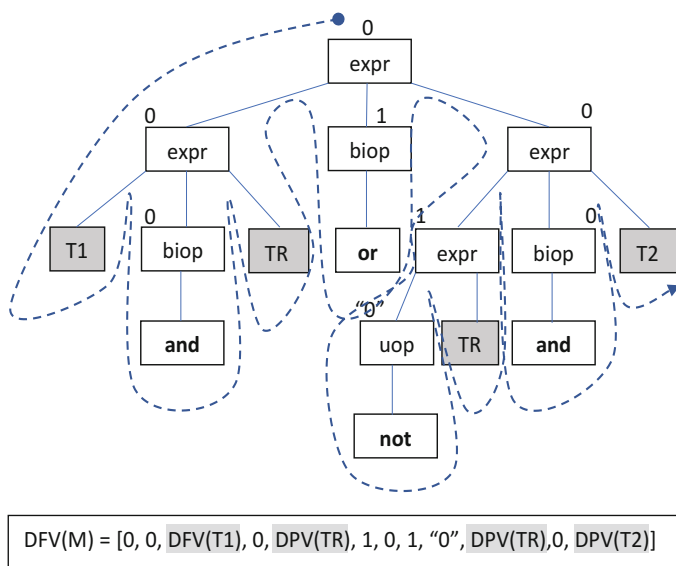 0
expr
0
1
0
expr
biop
expr
0
1
0
T1
biop
TR
or
expr
biop
T2
“0”
and
uop
TR
and
not
DFV(M) = [0, 0, DFV(T1), 0, DPV(TR), 1, 0, 1, “0”, DPV(TR),0, DPV(T2)]